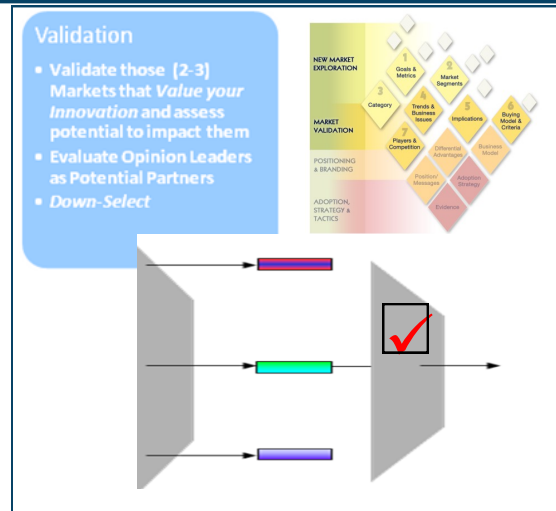 Validation
• Validate those (2-3)
Markets that Value your
Innovation and assess
potential to impact them
• Evaluate Opinion Leaders
as Potential Partners
• Down-Select
NEW MARKET
EXPLORATION
MARKET
VALIDATION
POSITIONING
& BRANDING
ADOPTION,
STRATEGY &
TACTICS
1
Goals &
Metrics
2
Market
Segments
3
Category
4
Trends &
Business
Issues
5
Implications
6
Buying
Model &
Criteria
7
Players &
Competition
Differential
Advantages
Business
Model
Position/
Messages
Adoption
Strategy
Evidence